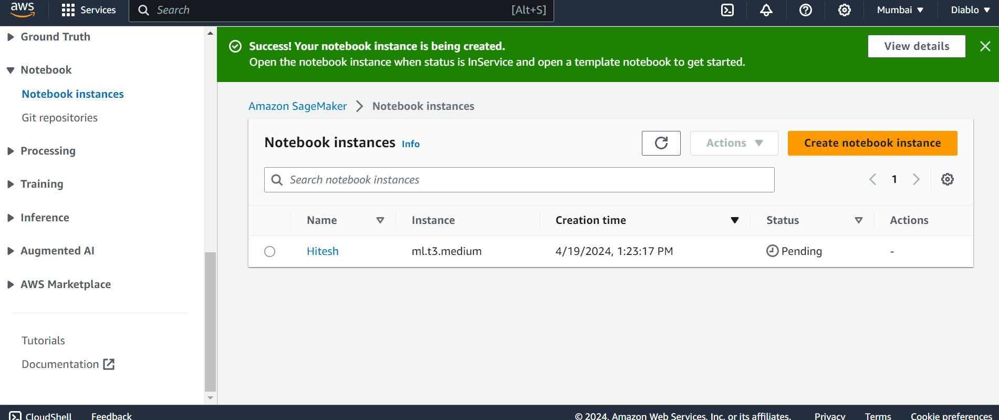 aws
Services
Search
[Alt+S]
Mumbai
Diablo
Ground Truth
Notebook
Notebook instances
Git repositories
Processing
Training
Inference
Augmented AI
AWS Marketplace
Tutorials
Documentation
Success! Your notebook instance is being created.
Open the notebook instance when status is InService and open a template notebook to get started.
View details
Amazon SageMaker
Notebook instances
Notebook instances Info
Actions
Create notebook instance
Search notebook instances
1
Name Instance Creation time Status Actions
Hitesh ml.t3.medium 4/19/2024, 1:23:17 PM Pending -
CloudShell
Feedback
© 2024, Amazon Web Services, Inc. or its affiliates.
Privacy
Terms
Cookie preferences